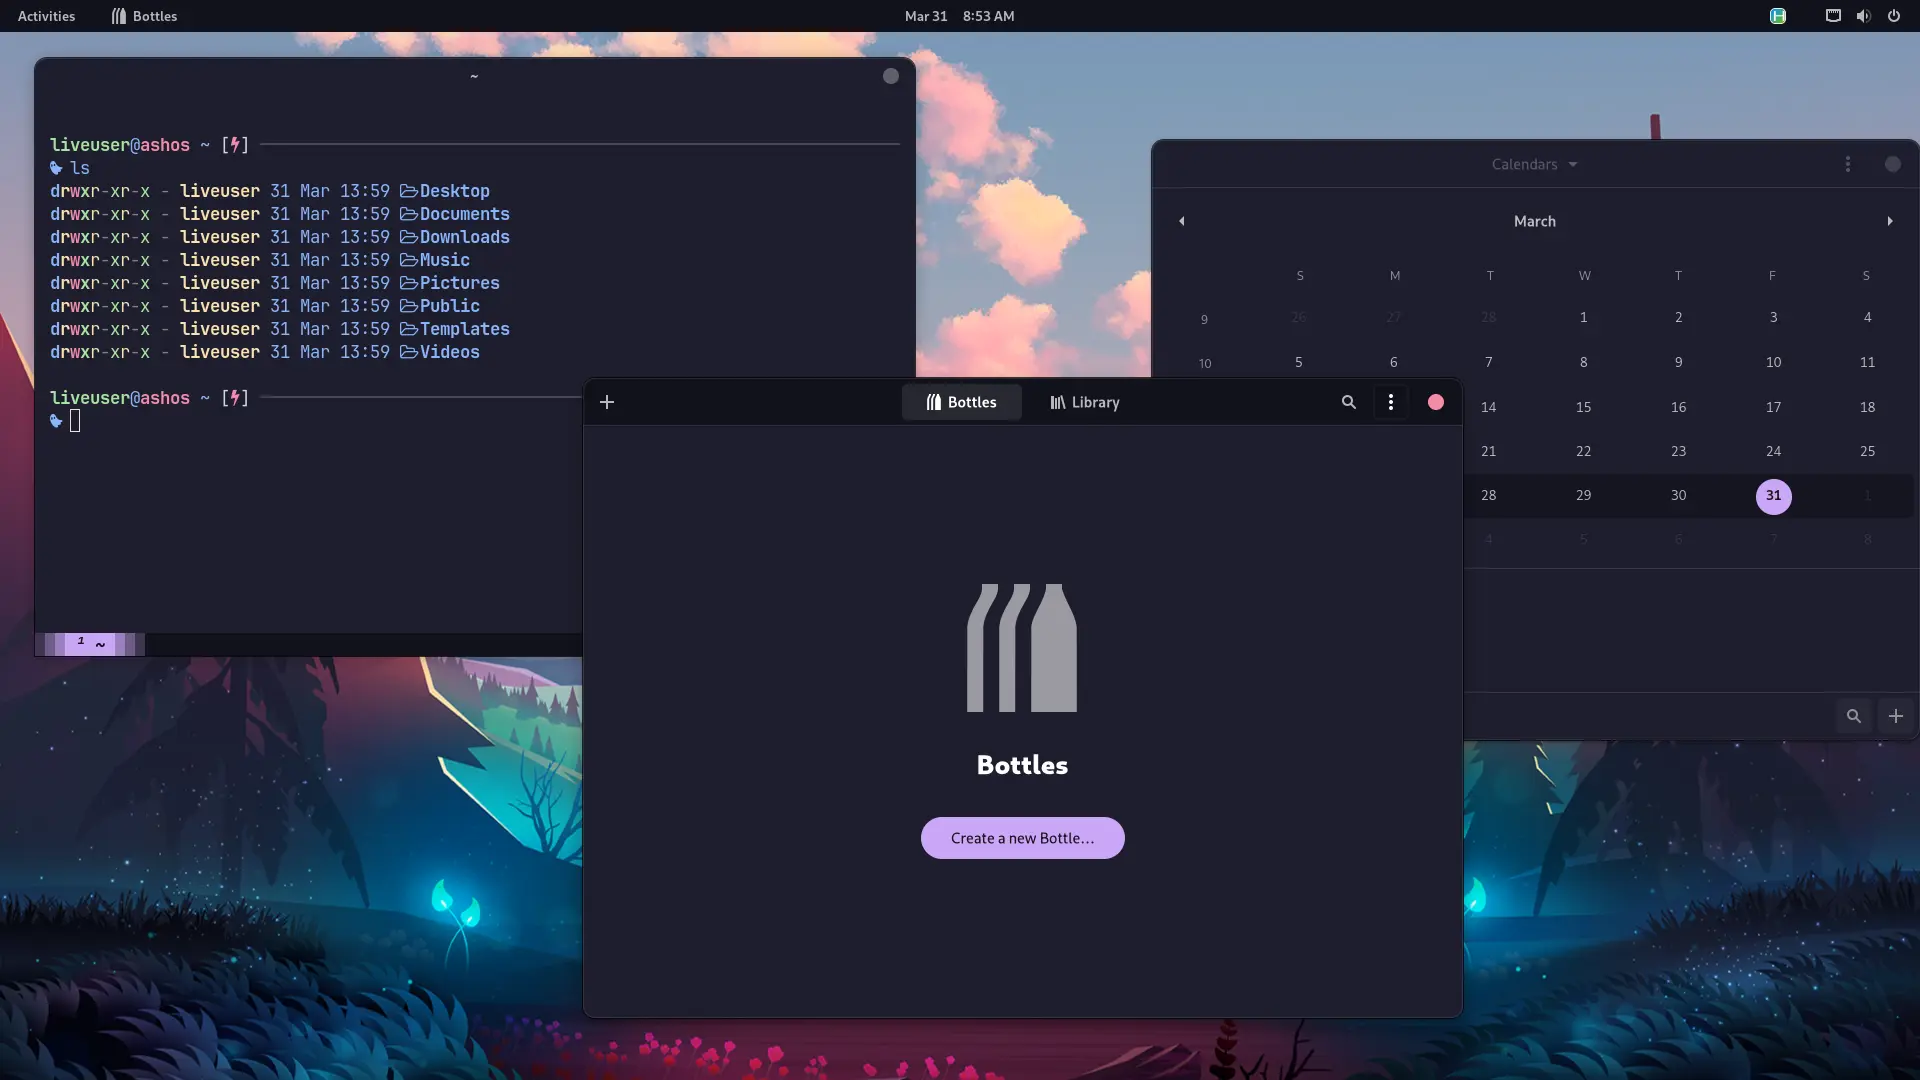 Activities Bottles Mar 31 8:53 AM
~
liveuser@ashos ~ [⚡]
ls
drwxr-xr-x - liveuser 31 Mar 13:59 Desktop
drwxr-xr-x - liveuser 31 Mar 13:59 Documents
drwxr-xr-x - liveuser 31 Mar 13:59 Downloads
drwxr-xr-x - liveuser 31 Mar 13:59 Music
drwxr-xr-x - liveuser 31 Mar 13:59 Pictures
drwxr-xr-x - liveuser 31 Mar 13:59 Public
drwxr-xr-x - liveuser 31 Mar 13:59 Templates
drwxr-xr-x - liveuser 31 Mar 13:59 Videos
liveuser@ashos ~ [⚡]
1 ~
Calendars
March
S M T W T F S
9 26 27 28 1 2 3 4
10 5 6 7 8 9 10 11
14 15 16 17 18
21 22 23 24 25
28 29 30 31 1
4 5 6 7 8
Bottles Library
Bottles
Create a new Bottle…